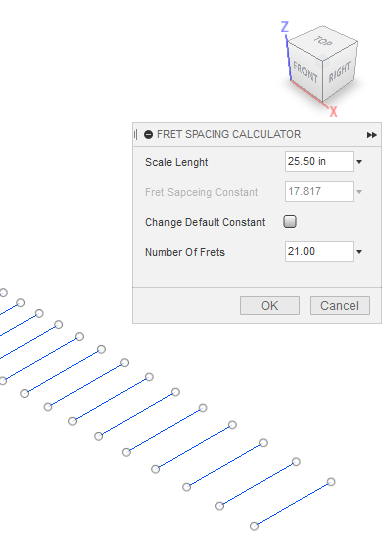 Z
TOP
FRONT
RIGHT
X
FRET SPACING CALCULATOR
Scale Lenght 25.50 in
Fret Sapceing Constant 17.817
Change Default Constant
Number Of Frets 21.00
OK Cancel